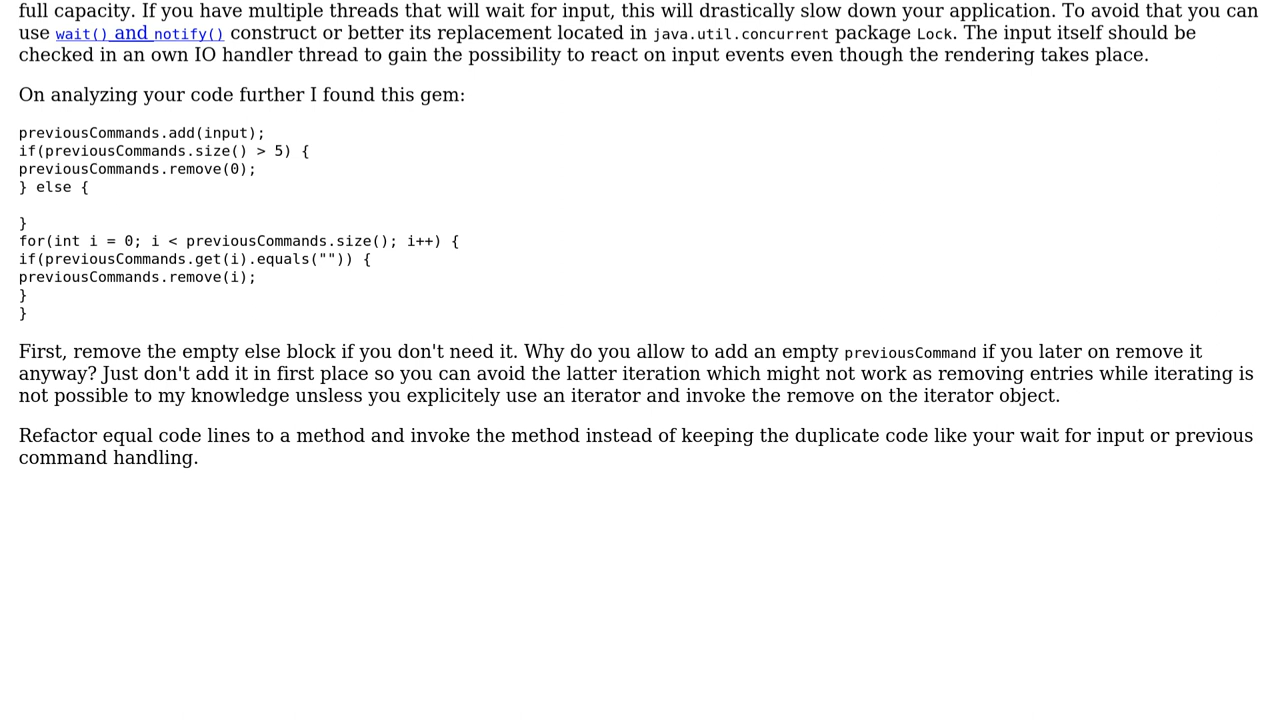 full capacity. If you have multiple threads that will wait for input, this will drastically slow down your application. To avoid that you can
use wait() and notify() construct or better its replacement located in java.util.concurrent package Lock. The input itself should be
checked in an own IO handler thread to gain the possibility to react on input events even though the rendering takes place.
On analyzing your code further I found this gem:
previousCommands.add(input);
if(previousCommands.size() > 5) {
previousCommands.remove(0);
} else {
}
for(int i = 0; i < previousCommands.size(); i++) {
if(previousCommands.get(i).equals("")) {
previousCommands.remove(i);
}
}
First, remove the empty else block if you don't need it. Why do you allow to add an empty previousCommand if you later on remove it
anyway? Just don't add it in first place so you can avoid the latter iteration which might not work as removing entries while iterating is
not possible to my knowledge unsless you explicitely use an iterator and invoke the remove on the iterator object.
Refactor equal code lines to a method and invoke the method instead of keeping the duplicate code like your wait for input or previous
command handling.